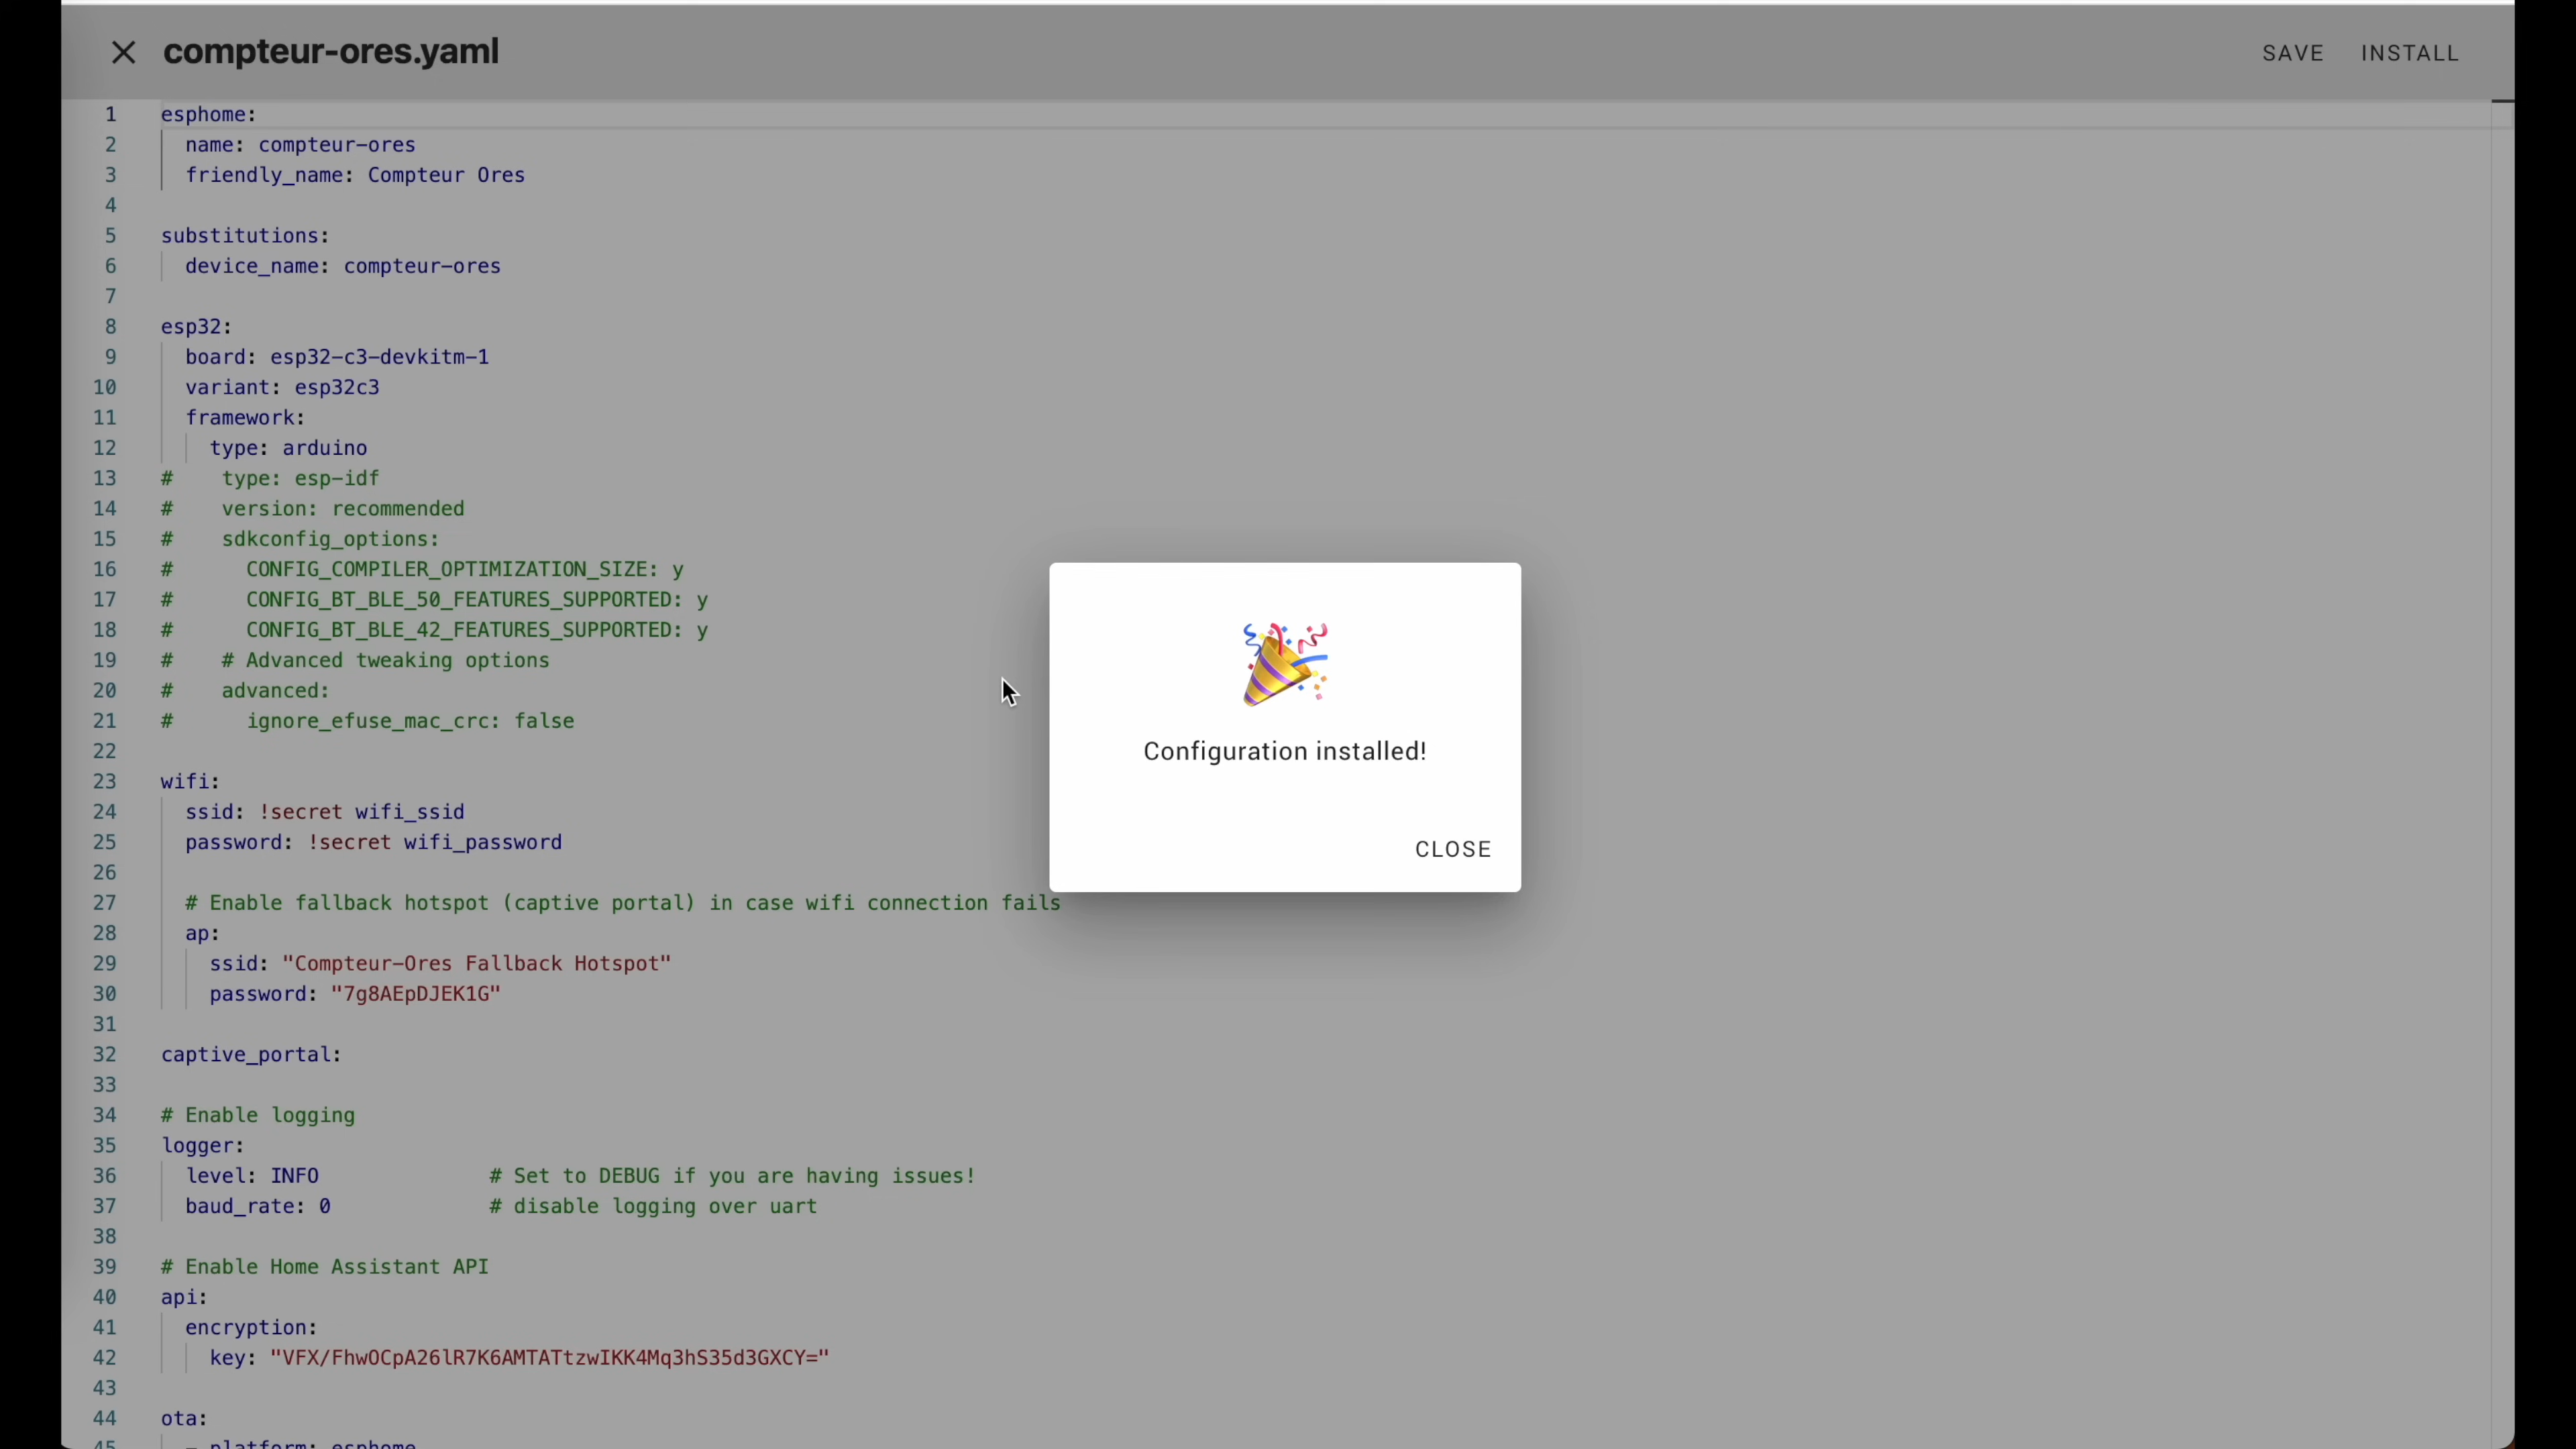 compteur-ores.yaml
SAVE INSTALL
1 esphome:
2 name: compteur-ores
3 friendly_name: Compteur Ores
4
5 substitutions:
6 device_name: compteur-ores
7
8 esp32:
9 board: esp32-c3-devkitm-1
10 variant: esp32c3
11 framework:
12 type: arduino
13 # type: esp-idf
14 # version: recommended
15 # sdkconfig_options:
16 # CONFIG_COMPILER_OPTIMIZATION_SIZE: y
17 # CONFIG_BT_BLE_50_FEATURES_SUPPORTED: y
18 # CONFIG_BT_BLE_42_FEATURES_SUPPORTED: y
19 # # Advanced tweaking options
20 # advanced:
21 # ignore_efuse_mac_crc: false
22
23 wifi:
24 ssid: !secret wifi_ssid
25 password: !secret wifi_password
26
27 # Enable fallback hotspot (captive portal) in case wifi connection fails
28 ap:
29 ssid: "Compteur-Ores Fallback Hotspot"
30 password: "7g8AEpDJEK1G"
31
32 captive_portal:
33
34 # Enable logging
35 logger:
36 level: INFO # Set to DEBUG if you are having issues!
37 baud_rate: 0 # disable logging over uart
38
39 # Enable Home Assistant API
40 api:
41 encryption:
42 key: "VFX/FhwOCpA26lR7K6AMTATtzwIKK4Mq3hS35d3GXCY="
43
44 ota:
45 - platform: esphome
Configuration installed!
CLOSE